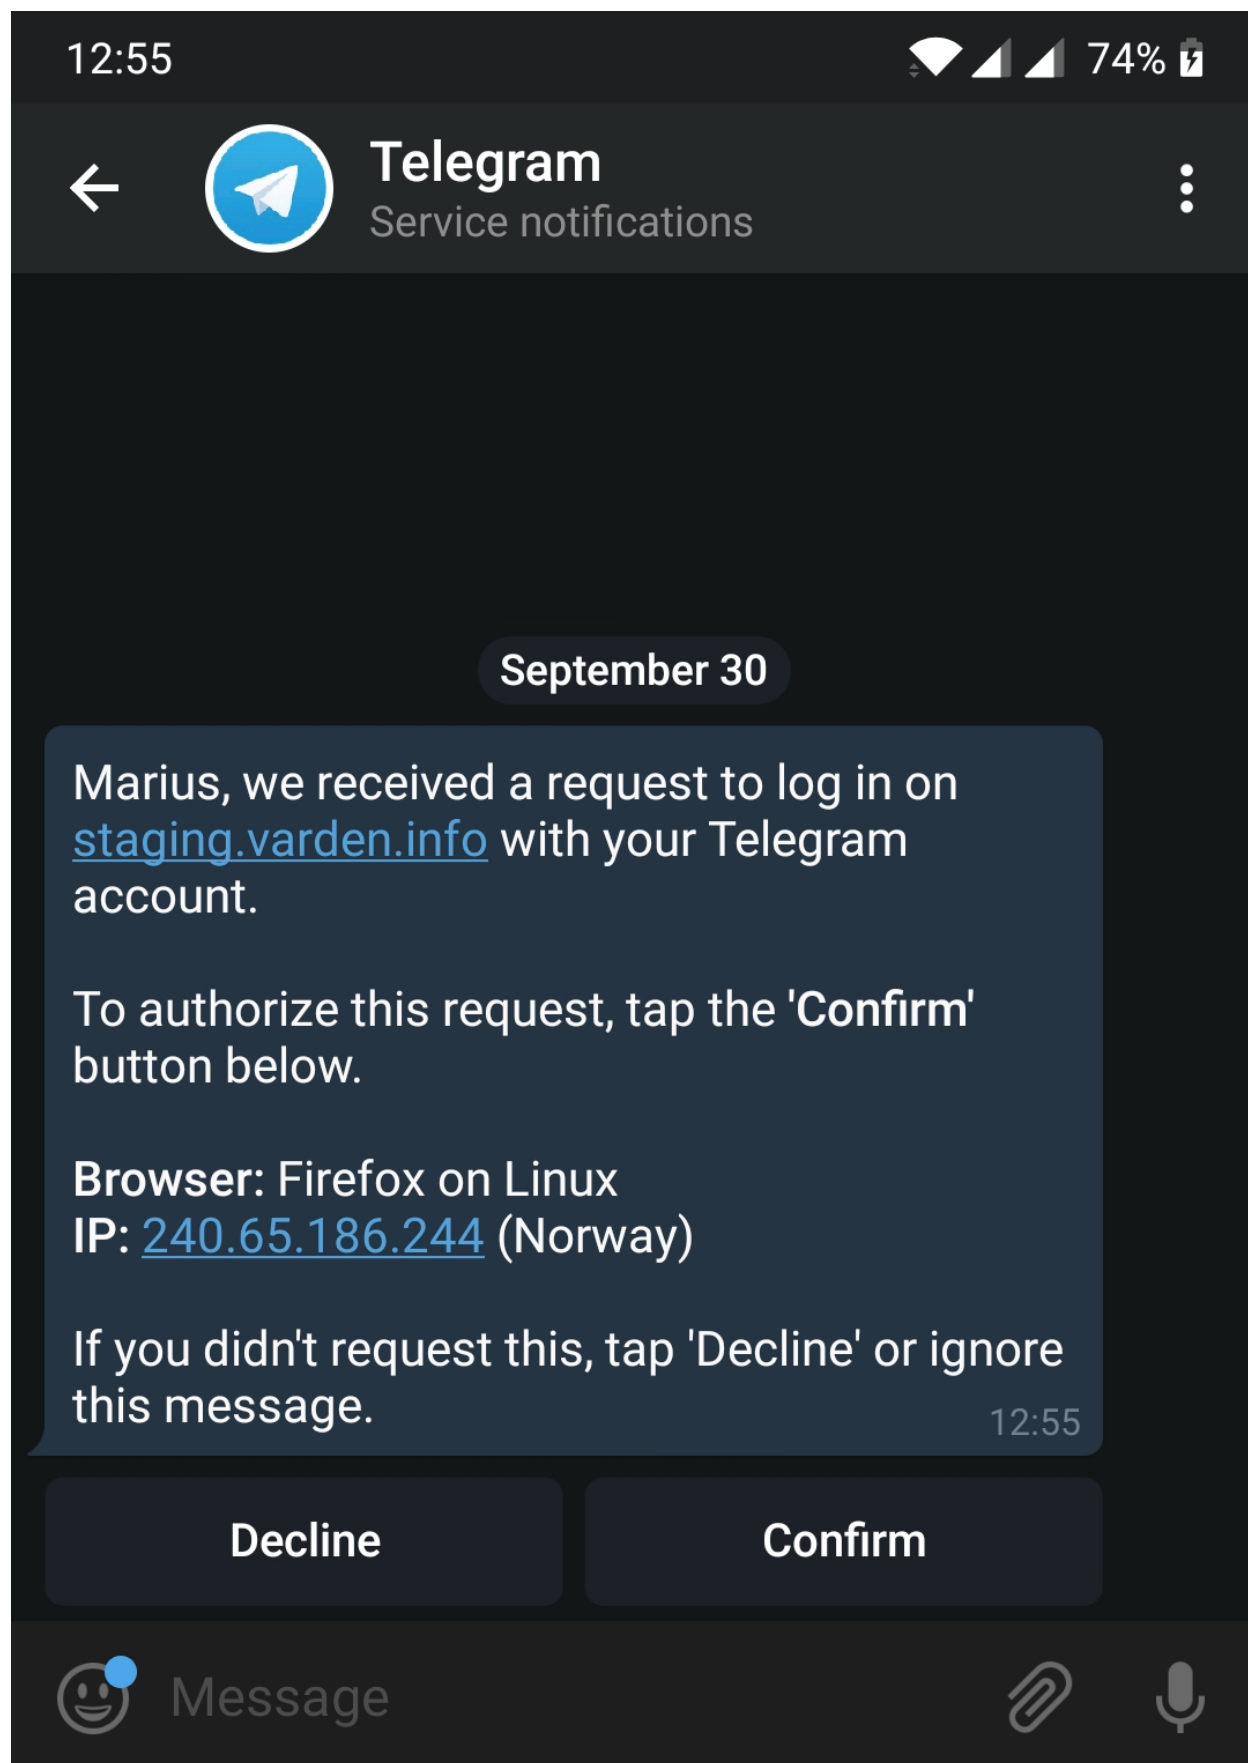 12:55
74%
Telegram
Service notifications
September 30
Marius, we received a request to log in on
staging.varden.info with your Telegram
account.
To authorize this request, tap the 'Confirm'
button below.
Browser: Firefox on Linux
IP: 240.65.186.244 (Norway)
If you didn't request this, tap 'Decline' or ignore
this message.
12:55
Decline
Confirm
Message